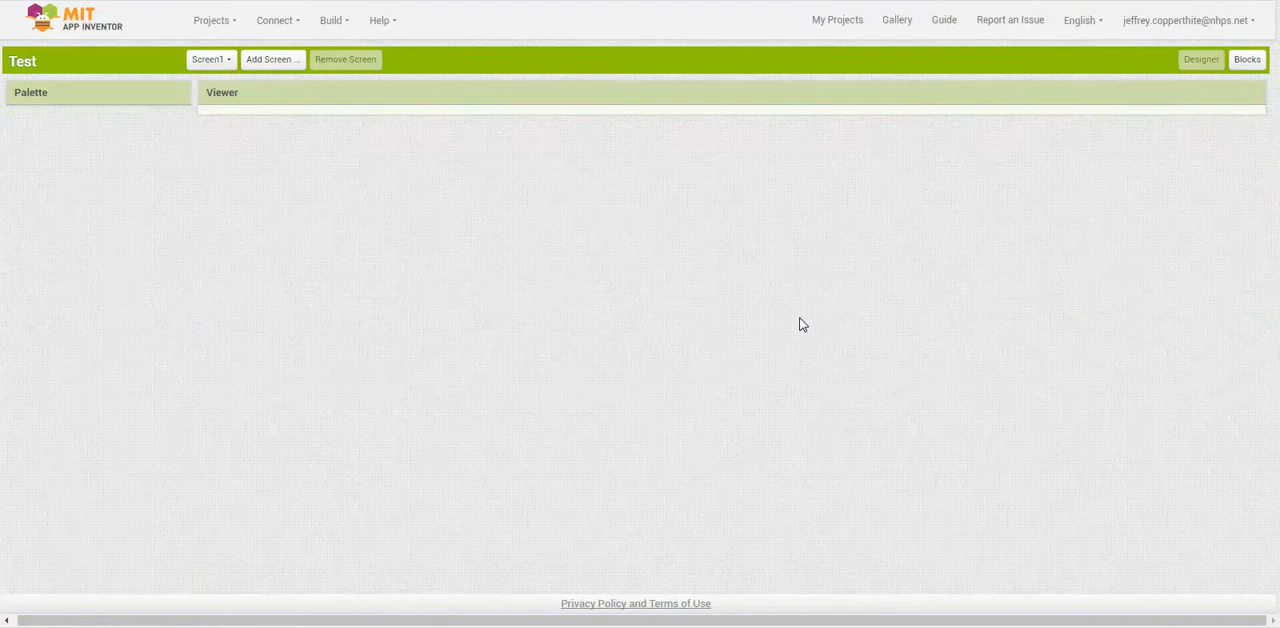 MIT
APP INVENTOR
Projects Connect Build Help My Projects Gallery Guide Report an Issue English jeffrey.copperthite@nhps.net
Test Screen1 Add Screen ... Remove Screen Designer Blocks
Palette Viewer
Privacy Policy and Terms of Use